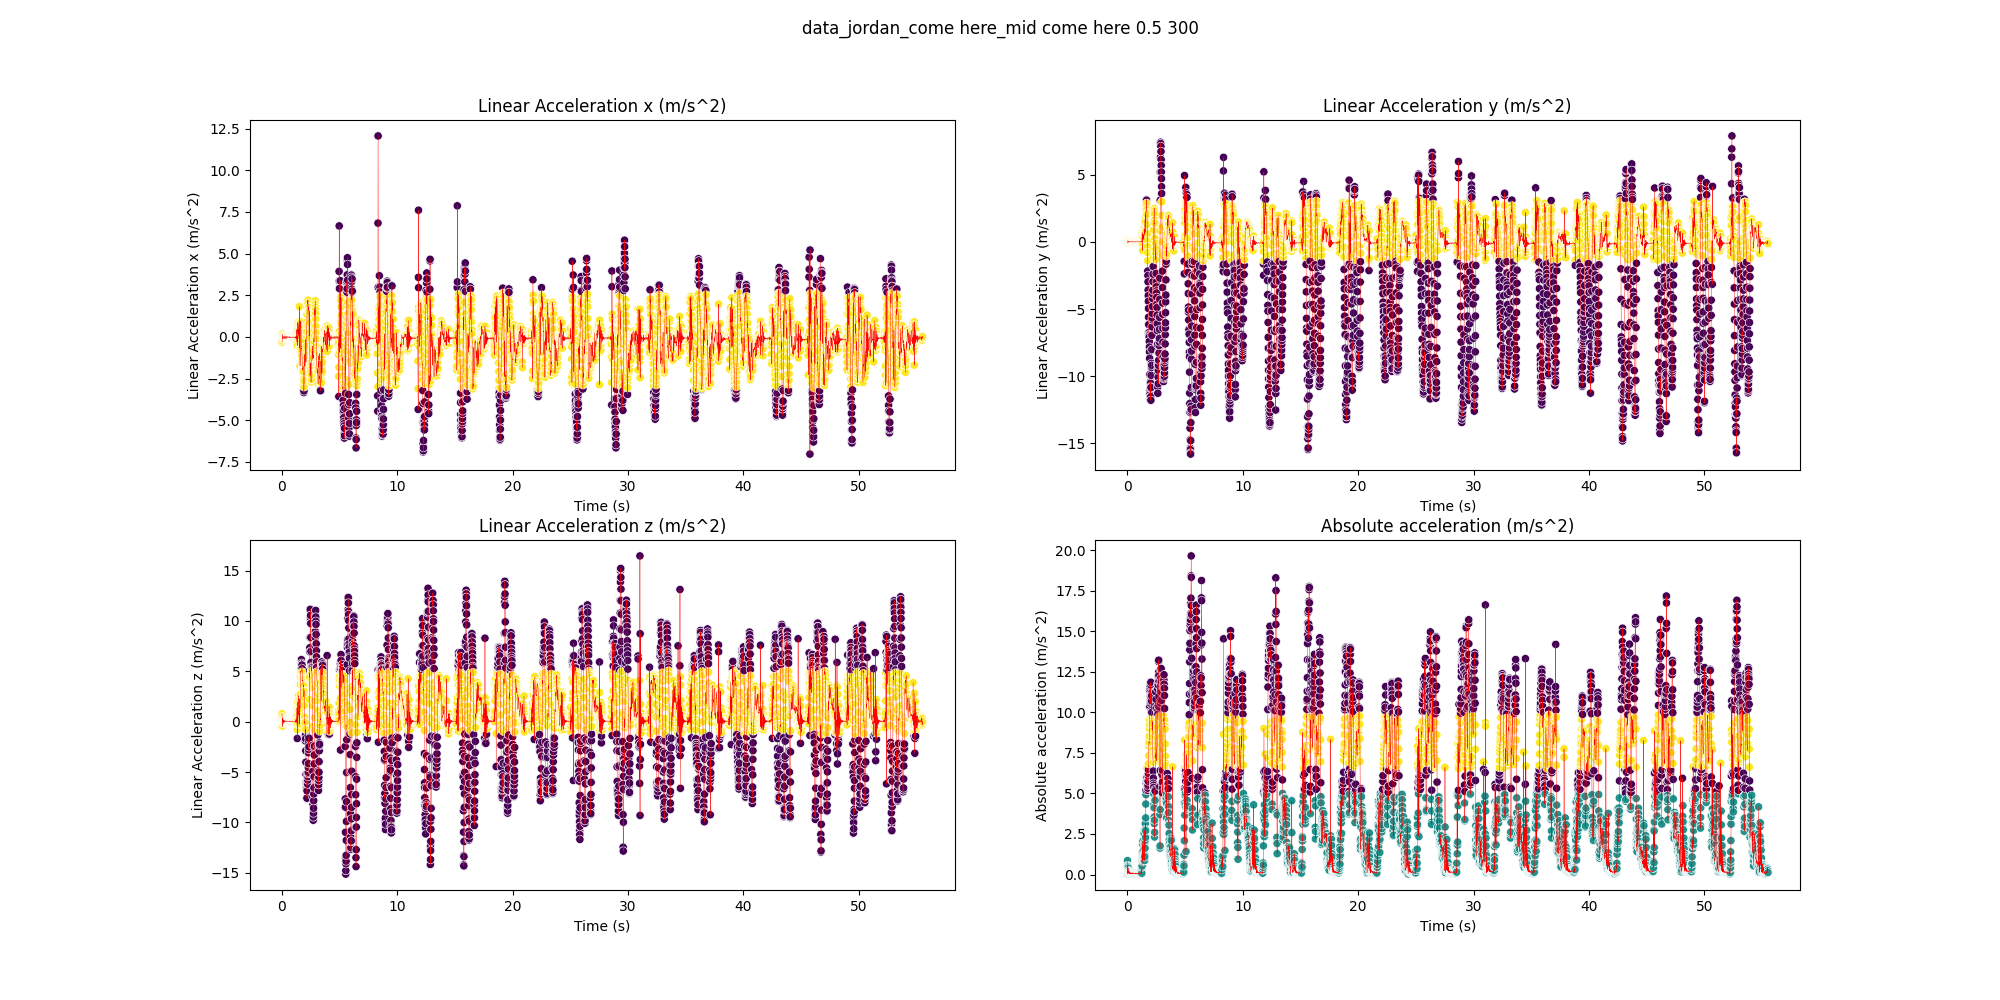 data_jordan_come here_mid come here 0.5 300
Linear Acceleration x (m/s^2)
Linear Acceleration x (m/s^2)
12.5
10.0
7.5
5.0
2.5
0.0
−2.5
−5.0
−7.5
0 10 20 30 40 50
Time (s)
Linear Acceleration y (m/s^2)
Linear Acceleration y (m/s^2)
5
0
−5
−10
−15
0 10 20 30 40 50
Time (s)
Linear Acceleration z (m/s^2)
Linear Acceleration z (m/s^2)
15
10
5
0
−5
−10
−15
0 10 20 30 40 50
Time (s)
Absolute acceleration (m/s^2)
Absolute acceleration (m/s^2)
20.0
17.5
15.0
12.5
10.0
7.5
5.0
2.5
0.0
0 10 20 30 40 50
Time (s)